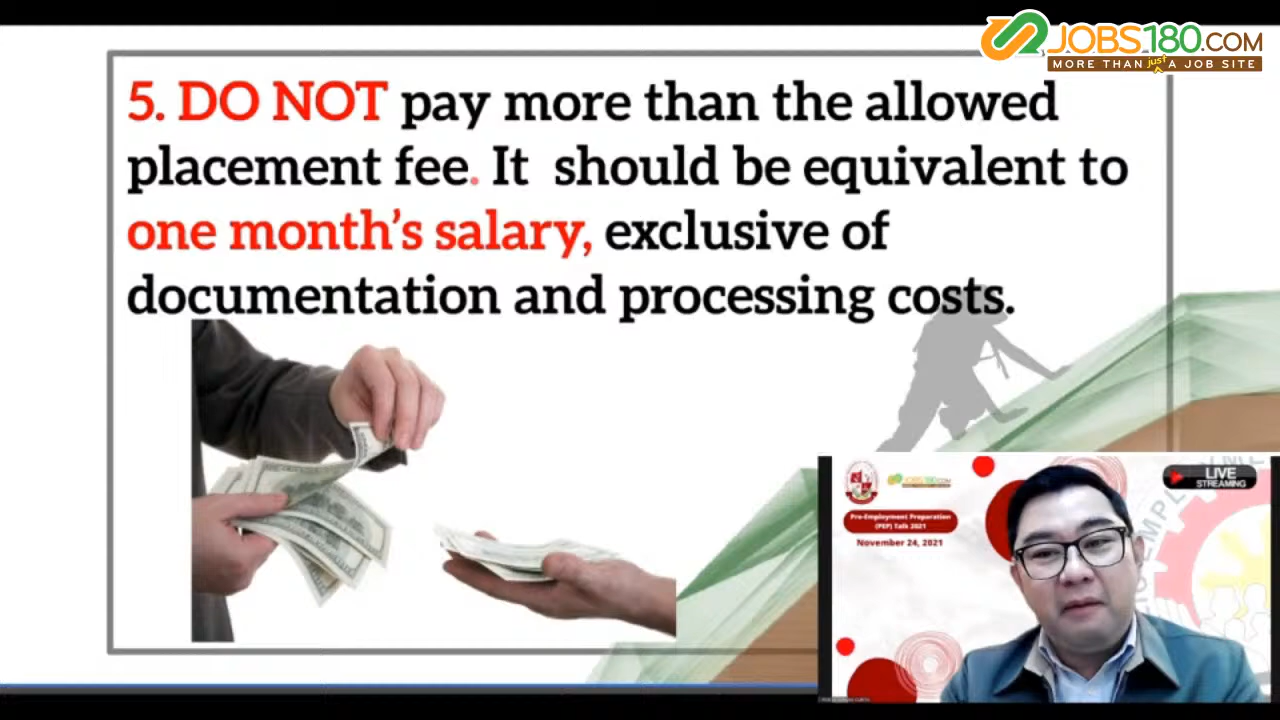 JOBS180.COM
MORE THAN just A JOB SITE
5. DO NOT pay more than the allowed
placement fee. It should be equivalent to
one month's salary, exclusive of
documentation and processing costs.
JOBS180.COM
LIVE
STREAMING
Pre-Employment Preparation
(PEP) Talk 2021
November 24, 2021